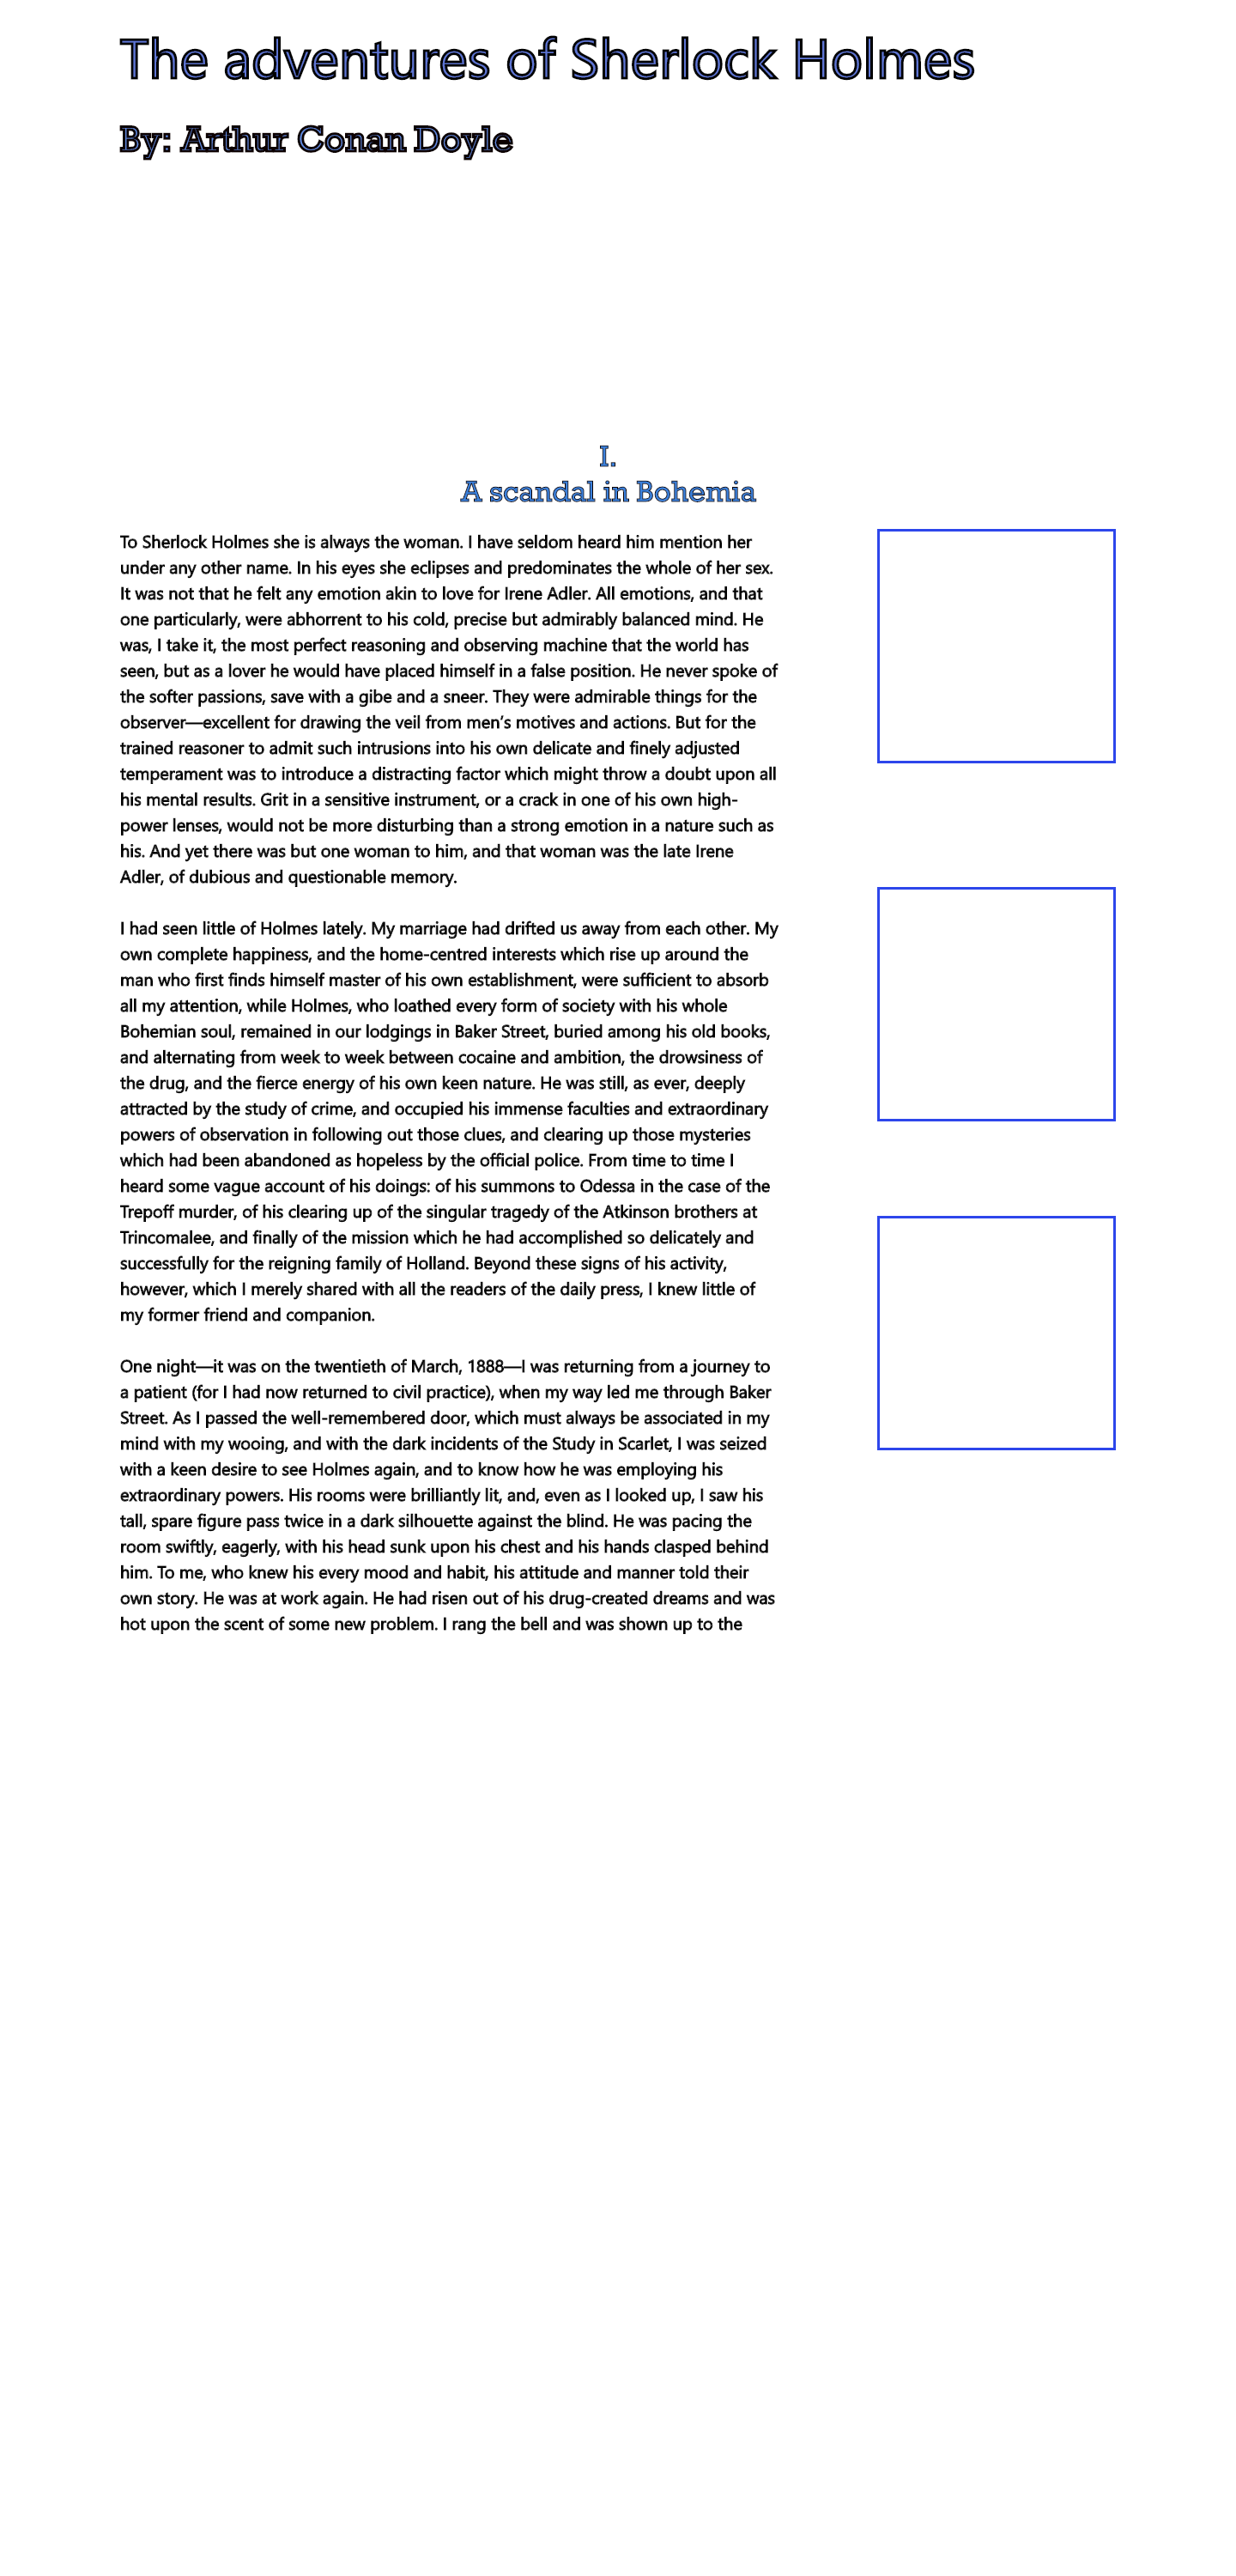 The adventures of Sherlock Holmes
By: Arthur Conan Doyle
I.
A scandal in Bohemia
To Sherlock Holmes she is always the woman. I have seldom heard him mention her
under any other name. In his eyes she eclipses and predominates the whole of her sex.
It was not that he felt any emotion akin to love for Irene Adler. All emotions, and that
one particularly, were abhorrent to his cold, precise but admirably balanced mind. He
was, I take it, the most perfect reasoning and observing machine that the world has
seen, but as a lover he would have placed himself in a false position. He never spoke of
the softer passions, save with a gibe and a sneer. They were admirable things for the
observer—excellent for drawing the veil from men’s motives and actions. But for the
trained reasoner to admit such intrusions into his own delicate and finely adjusted
temperament was to introduce a distracting factor which might throw a doubt upon all
his mental results. Grit in a sensitive instrument, or a crack in one of his own high-
power lenses, would not be more disturbing than a strong emotion in a nature such as
his. And yet there was but one woman to him, and that woman was the late Irene
Adler, of dubious and questionable memory.
I had seen little of Holmes lately. My marriage had drifted us away from each other. My
own complete happiness, and the home-centred interests which rise up around the
man who first finds himself master of his own establishment, were sufficient to absorb
all my attention, while Holmes, who loathed every form of society with his whole
Bohemian soul, remained in our lodgings in Baker Street, buried among his old books,
and alternating from week to week between cocaine and ambition, the drowsiness of
the drug, and the fierce energy of his own keen nature. He was still, as ever, deeply
attracted by the study of crime, and occupied his immense faculties and extraordinary
powers of observation in following out those clues, and clearing up those mysteries
which had been abandoned as hopeless by the official police. From time to time I
heard some vague account of his doings: of his summons to Odessa in the case of the
Trepoff murder, of his clearing up of the singular tragedy of the Atkinson brothers at
Trincomalee, and finally of the mission which he had accomplished so delicately and
successfully for the reigning family of Holland. Beyond these signs of his activity,
however, which I merely shared with all the readers of the daily press, I knew little of
my former friend and companion.
One night—it was on the twentieth of March, 1888—I was returning from a journey to
a patient (for I had now returned to civil practice), when my way led me through Baker
Street. As I passed the well-remembered door, which must always be associated in my
mind with my wooing, and with the dark incidents of the Study in Scarlet, I was seized
with a keen desire to see Holmes again, and to know how he was employing his
extraordinary powers. His rooms were brilliantly lit, and, even as I looked up, I saw his
tall, spare figure pass twice in a dark silhouette against the blind. He was pacing the
room swiftly, eagerly, with his head sunk upon his chest and his hands clasped behind
him. To me, who knew his every mood and habit, his attitude and manner told their
own story. He was at work again. He had risen out of his drug-created dreams and was
hot upon the scent of some new problem. I rang the bell and was shown up to the